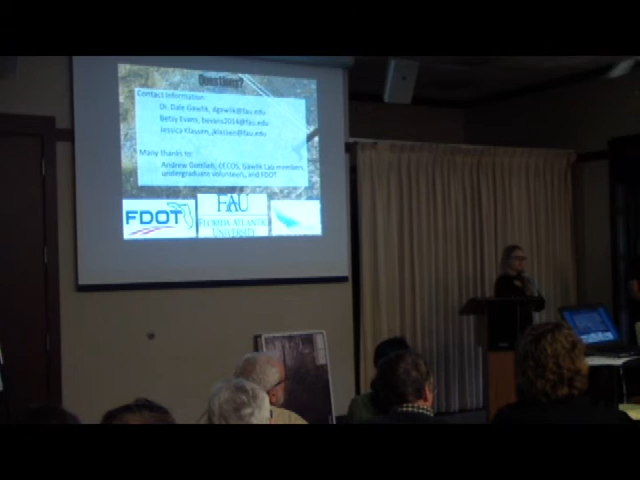 Questions?
Contact Information
Dr. Dale Gawlik, dgawlik@fau.edu
Betsy Evans, bevans2014@fau.edu
Jessica Klassen, jklassen@fau.edu
Many thanks to:
Andrew Gottlieb, CECOS, Gawlik Lab members,
undergraduate volunteers, and FDOT
FDOT
FAU
FLORIDA ATLANTIC
UNIVERSITY